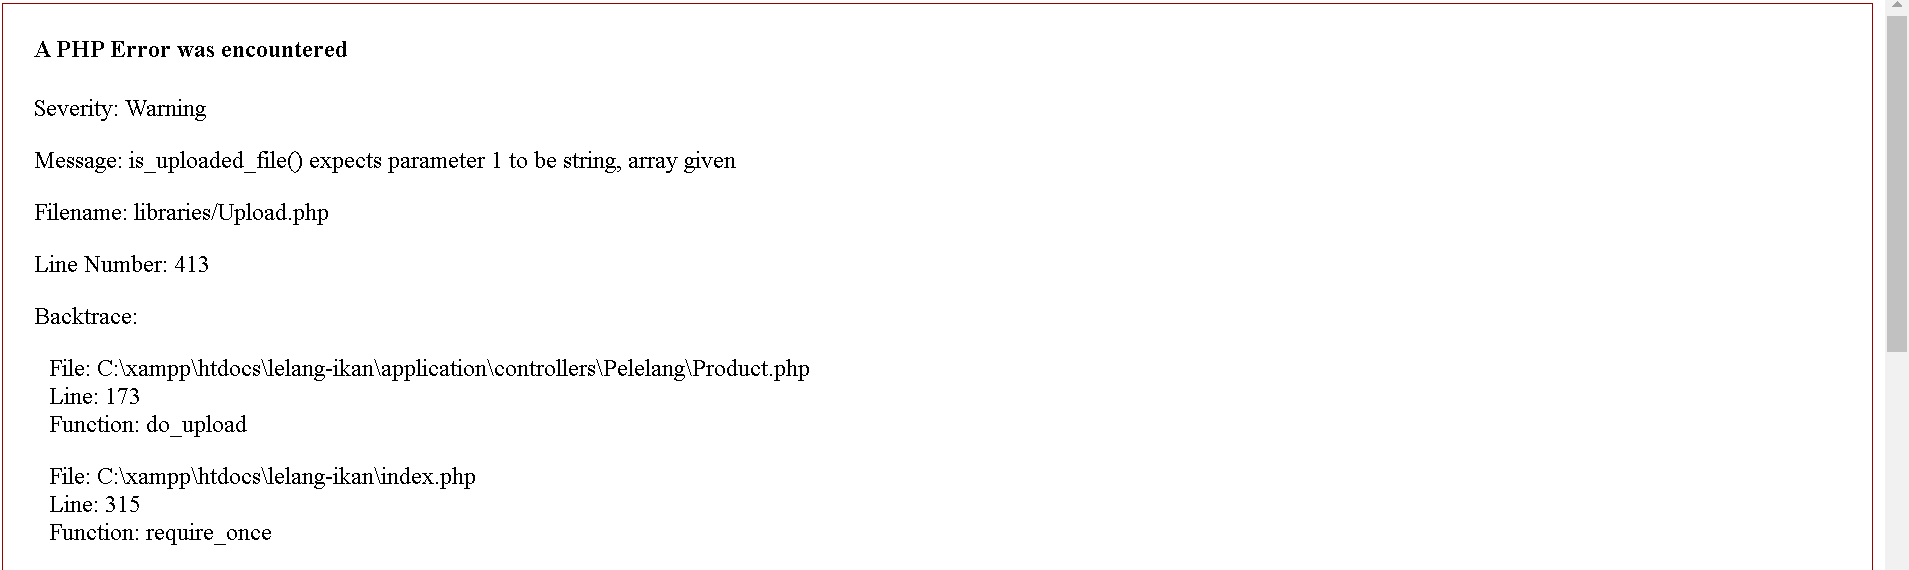 A PHP Error was encountered
Severity: Warning
Message: is_uploaded_file() expects parameter 1 to be string, array given
Filename: libraries/Upload.php
Line Number: 413
Backtrace:
File: C:\xampp\htdocs\lelang-ikan\application\controllers\Pelelang\Product.php
Line: 173
Function: do_upload
File: C:\xampp\htdocs\lelang-ikan\index.php
Line: 315
Function: require_once